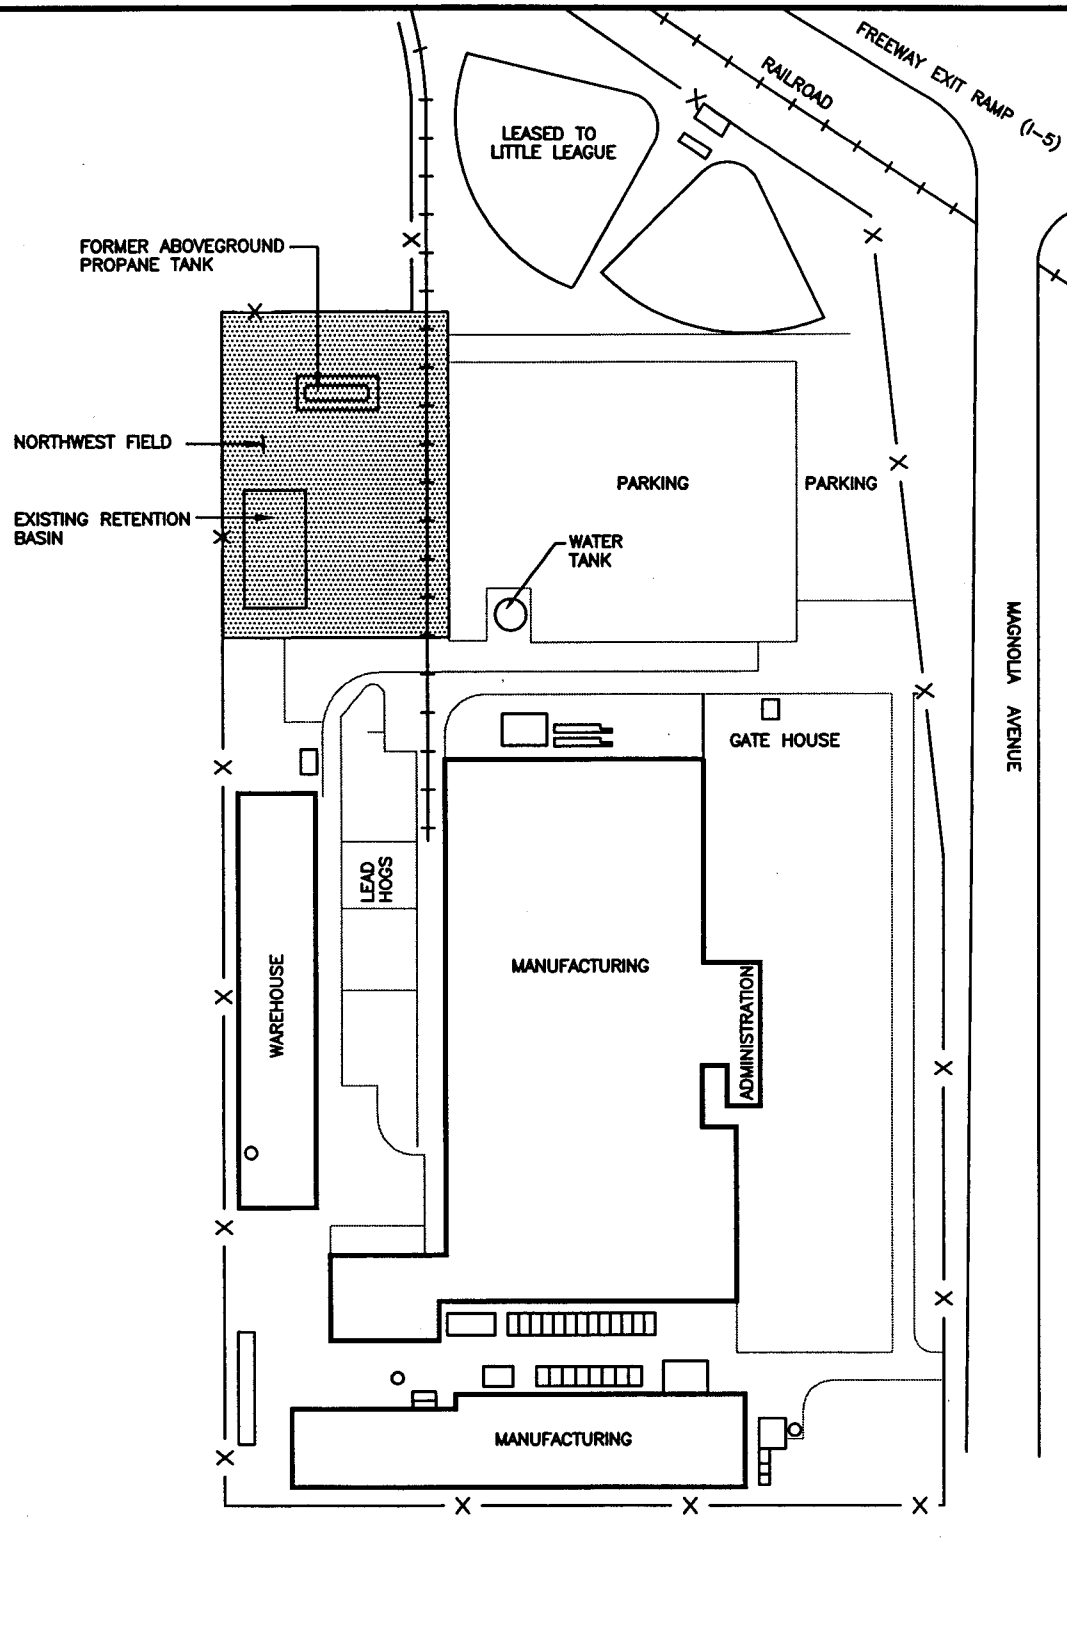 FREEWAY EXIT RAMP (I-5)
RAILROAD
LEASED TO
LITTLE LEAGUE
FORMER ABOVEGROUND
PROPANE TANK
NORTHWEST FIELD
EXISTING RETENTION
BASIN
PARKING
PARKING
WATER
TANK
MAGNOLIA AVENUE
GATE HOUSE
LEAD
HOGS
WAREHOUSE
MANUFACTURING
ADMINISTRATION
MANUFACTURING